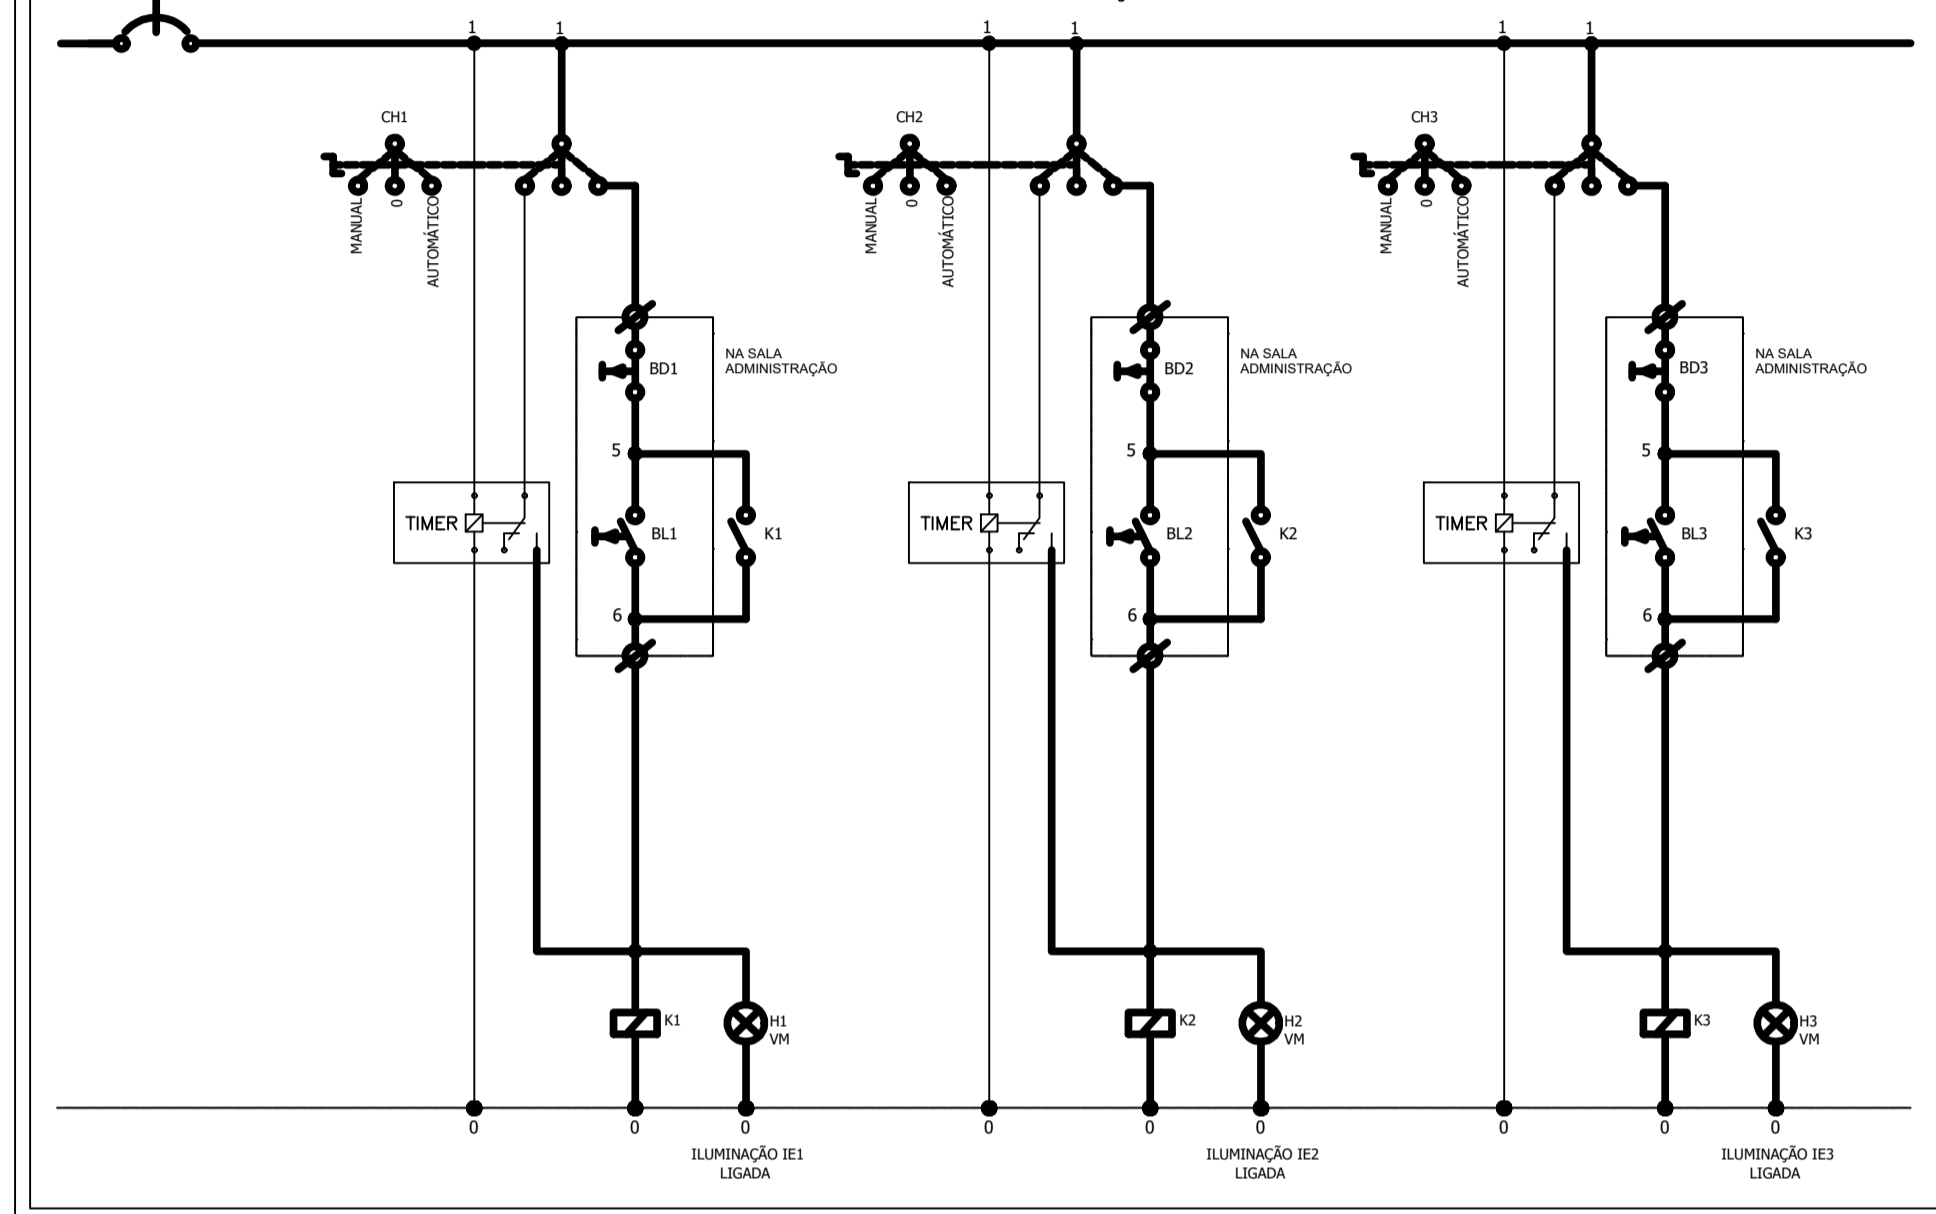 1 1 1 1 1 1
CH1 CH2 CH3
MANUAL 0 AUTOMÁTICO MANUAL 0 AUTOMÁTICO MANUAL 0 AUTOMÁTICO
BD1 NA SALA BD2 NA SALA BD3 NA SALA
ADMINISTRAÇÃO ADMINISTRAÇÃO ADMINISTRAÇÃO
5 5 5
TIMER BL1 K1 TIMER BL2 K2 TIMER BL3 K3
6 6 6
K1 H1 K2 H2 K3 H3
VM VM VM
0 0 0 0 0 0 0 0 0
ILUMINAÇÃO IE1 ILUMINAÇÃO IE2 ILUMINAÇÃO IE3
LIGADA LIGADA LIGADA